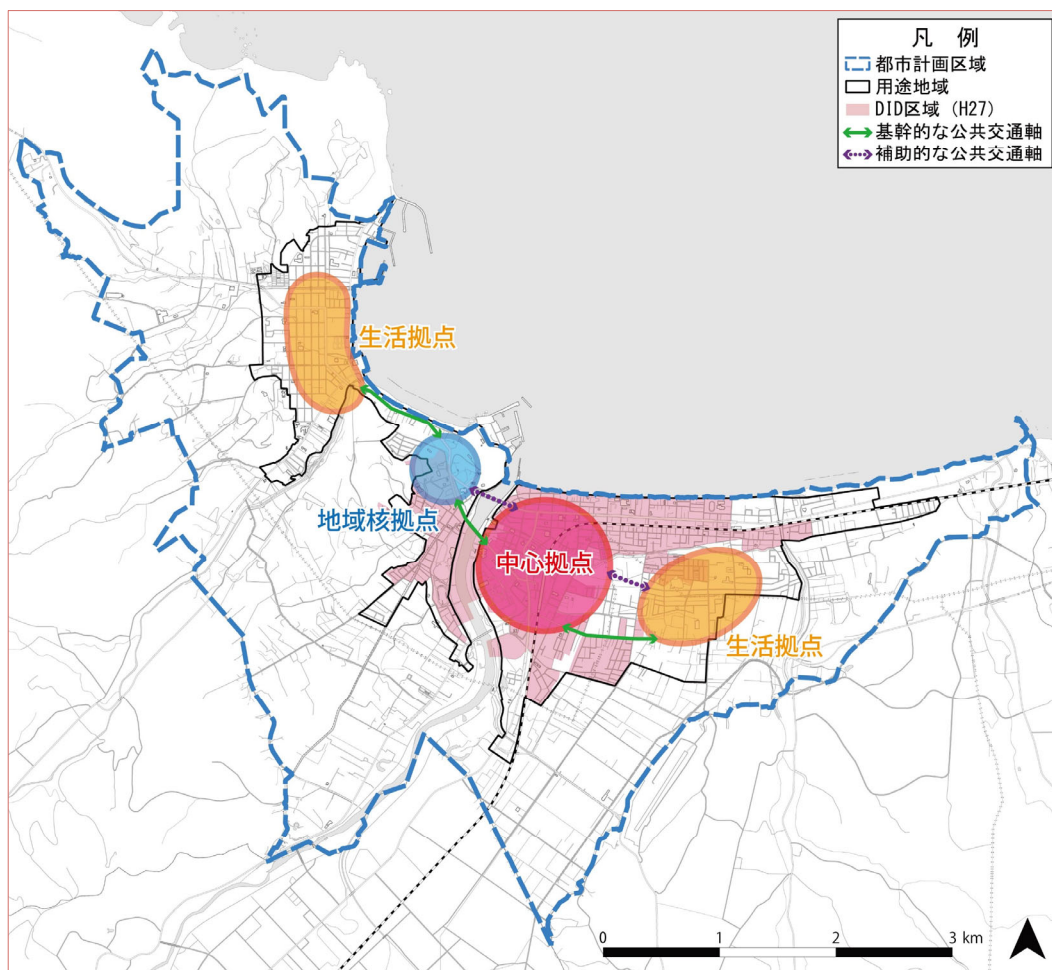 凡　例
都市計画区域
用途地域
DID区域（H27）
基幹的な公共交通軸
補助的な公共交通軸
生活拠点
地域核拠点
中心拠点
生活拠点
0 1 2 3 km